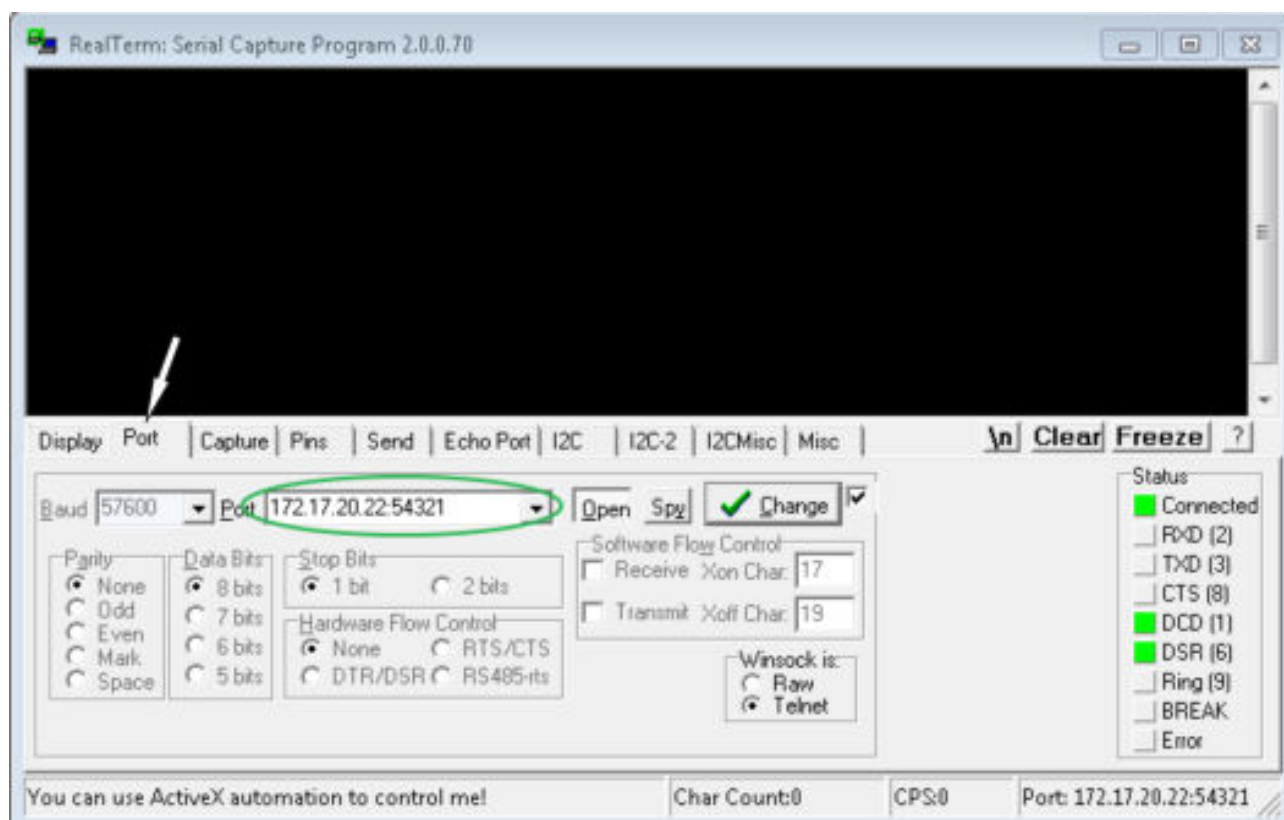 RealTerm: Serial Capture Program 2.0.0.70
Display Port Capture Pins Send Echo Port I2C I2C-2 I2CMisc Misc \n Clear Freeze ?
Baud 57600 Port 172.17.20.22:54321 Open Spy Change
Parity
None
Odd
Even
Mark
Space
Data Bits
8 bits
7 bits
6 bits
5 bits
Stop Bits
1 bit 2 bits
Hardware Flow Control
None RTS/CTS
DTR/DSR RS485-rts
Software Flow Control
Receive Xon Char: 17
Transmit Xoff Char: 19
Winsock is:
Raw
Telnet
Status
Connected
RXD (2)
TXD (3)
CTS (8)
DCD (1)
DSR (6)
Ring (9)
BREAK
Error
You can use ActiveX automation to control me! Char Count:0 CPS:0 Port: 172.17.20.22:54321